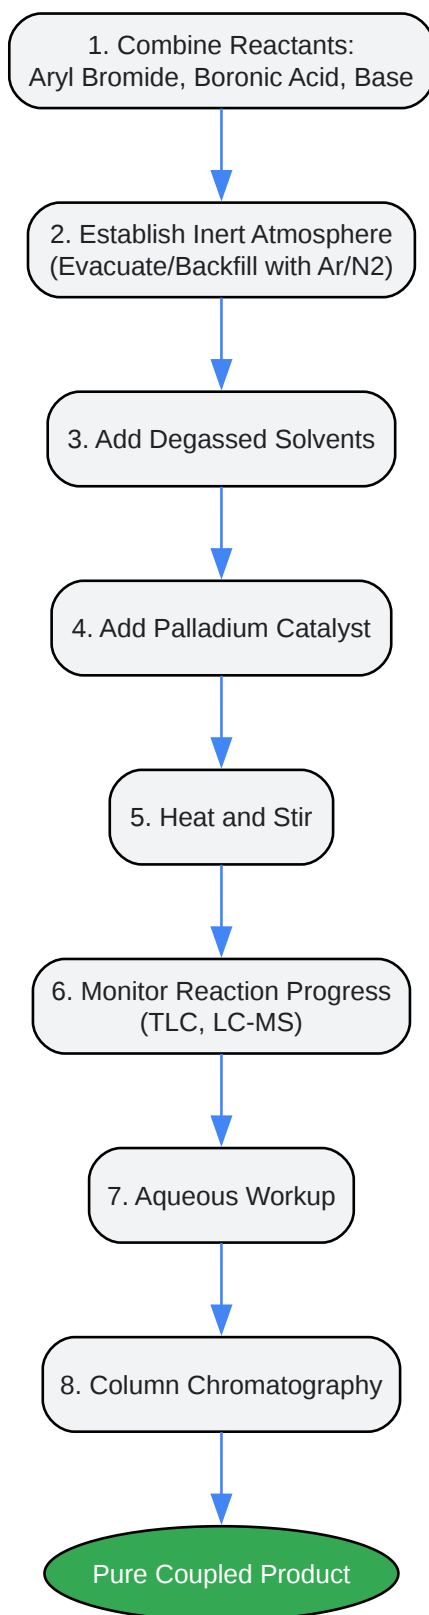 1. Combine Reactants:
Aryl Bromide, Boronic Acid, Base
2. Establish Inert Atmosphere
(Evacuate/Backfill with Ar/N2)
3. Add Degassed Solvents
4. Add Palladium Catalyst
5. Heat and Stir
6. Monitor Reaction Progress
(TLC, LC-MS)
7. Aqueous Workup
8. Column Chromatography
Pure Coupled Product